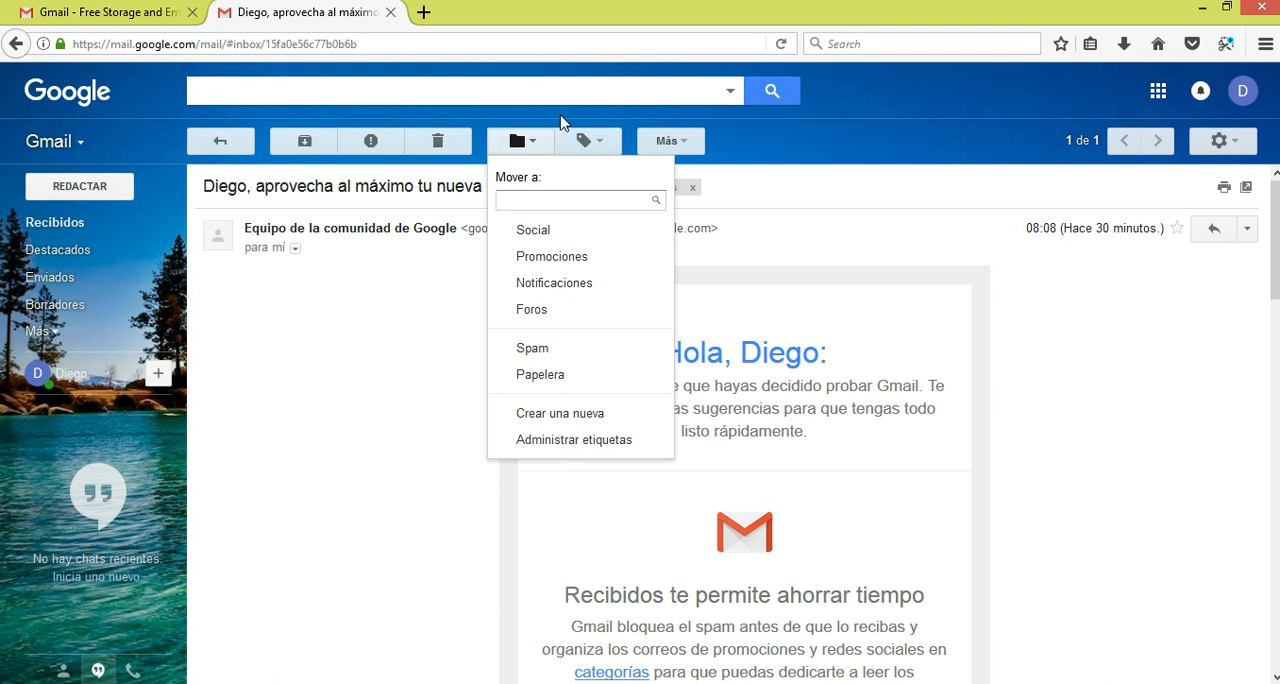 Gmail - Free Storage and Em
Diego, aprovecha al máximo
https://mail.google.com/mail/#inbox/15fa0e56c77b0b6b
Search
Google
D
Gmail
Más
1 de 1
REDACTAR
Diego, aprovecha al máximo tu nueva
s x
Mover a:
Recibidos
Equipo de la comunidad de Google <goo
le.com>
08:08 (Hace 30 minutos.)
para mí
Destacados
Enviados
Borradores
Más
D Diego
Social
Promociones
Notificaciones
Foros
Spam
Papelera
Crear una nueva
Administrar etiquetas
Hola, Diego:
e que hayas decidido probar Gmail. Te
as sugerencias para que tengas todo
listo rápidamente.
No hay chats recientes.
Inicia uno nuevo
Recibidos te permite ahorrar tiempo
Gmail bloquea el spam antes de que lo recibas y
organiza los correos de promociones y redes sociales en
categorías para que puedas dedicarte a leer los